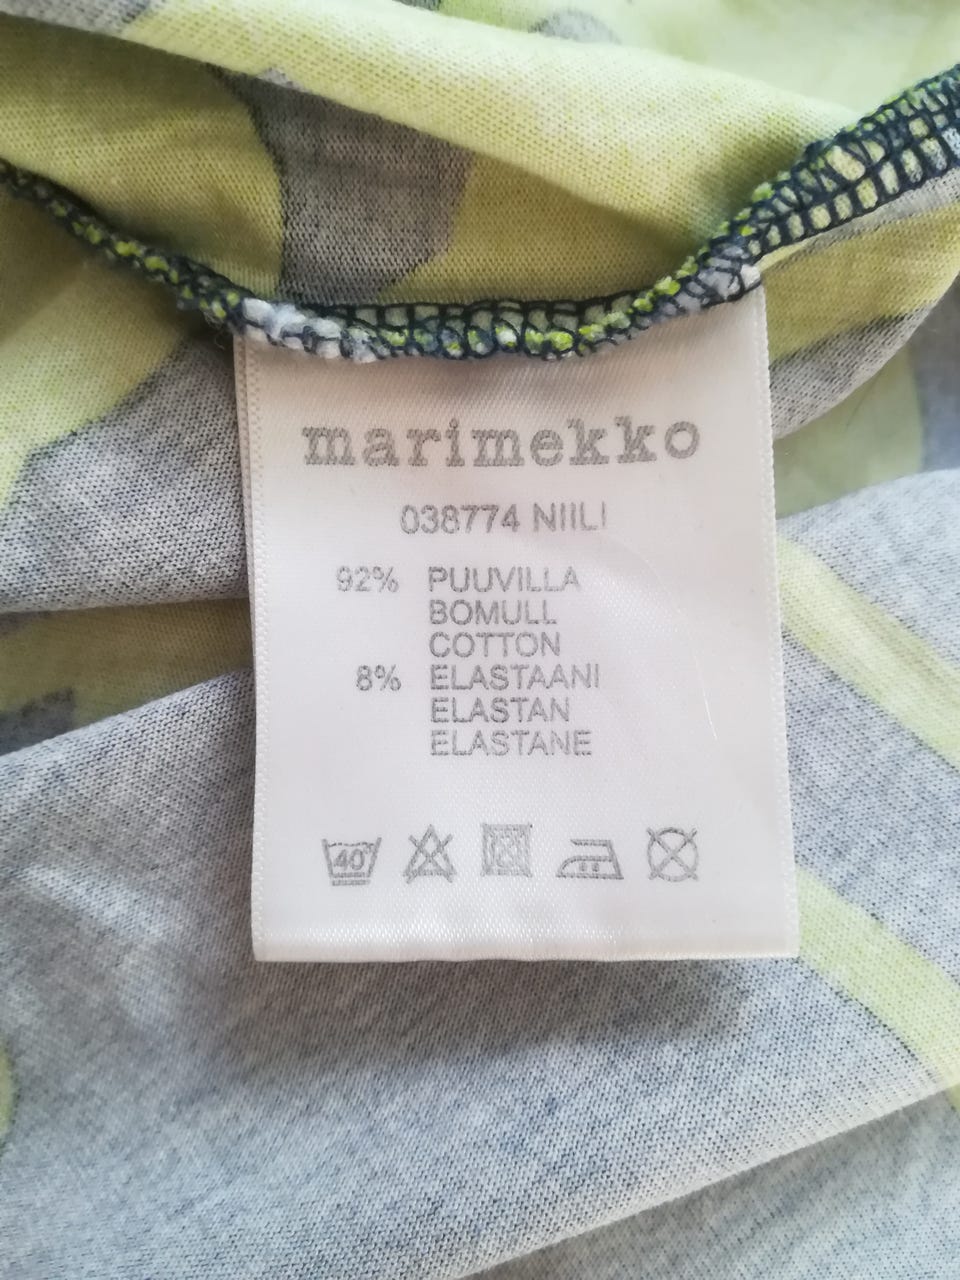 marimekko
038774 NIILI
92% PUUVILLA
BOMULL
COTTON
8% ELASTAANI
ELASTAN
ELASTANE
40